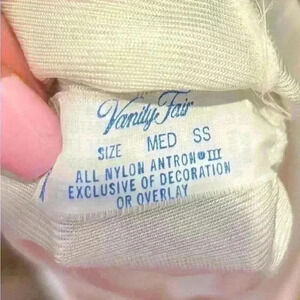 Vanity Fair
SIZE MED SS
ALL NYLON ANTRON® III
EXCLUSIVE OF DECORATION
OR OVERLAY